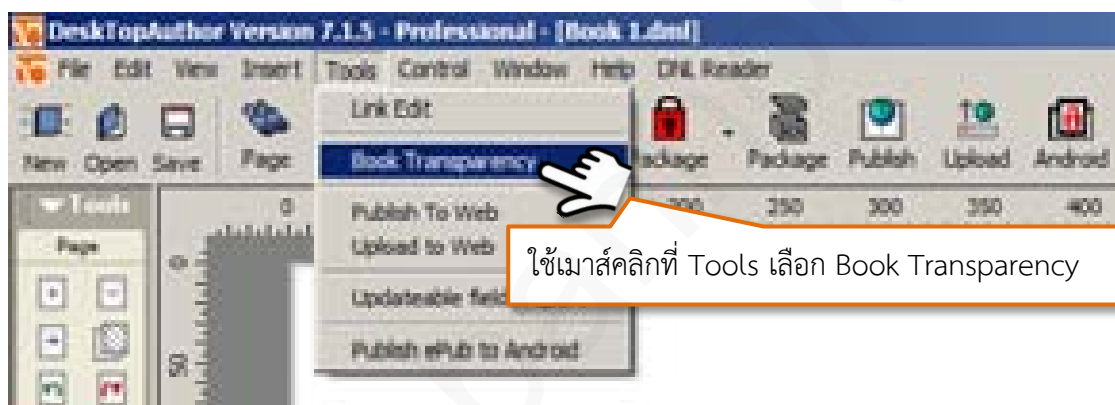 DeskTopAuthor Version 7.1.5 - Professional - [Book 1.dml]
File Edit View Insert Tools Control Window Help DNL Reader
New Open Save Page Package Publish Upload Android
Link Edit
Book Transparency
Publish To Web
Upload to Web
Updateable
Publish ePub to Android
Tools
Page
0 250 300 350 400
0
50
ใช้เมาส์คลิกที่ Tools เลือก Book Transparency